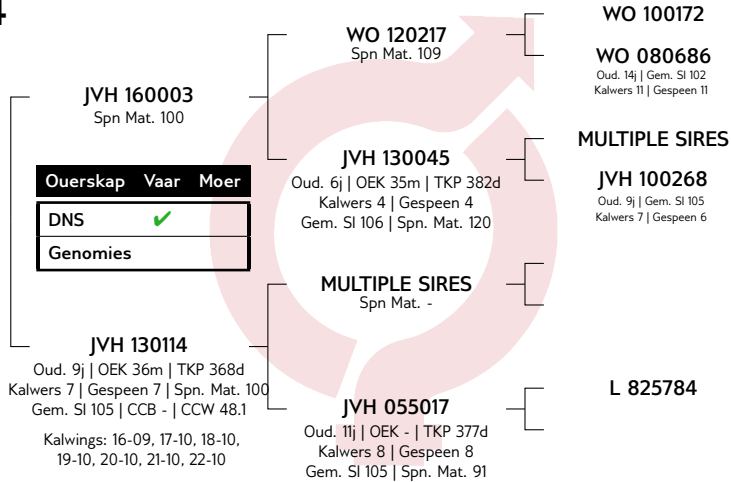 4
WO 100172
WO 120217
Spn Mat. 109
WO 080686
Oud. 14j | Gem. SI 102
Kalwers 11 | Gespeen 11
JVH 160003
Spn Mat. 100
MULTIPLE SIRES
JVH 130045
Oud. 6j | OEK 35m | TKP 382d
Kalwers 4 | Gespeen 4
Gem. SI 106 | Spn. Mat. 120
JVH 100268
Oud. 9j | Gem. SI 105
Kalwers 7 | Gespeen 6
Ouerskap Vaar Moer
DNS ✔
Genomies
MULTIPLE SIRES
Spn Mat. -
JVH 130114
Oud. 9j | OEK 36m | TKP 368d
Kalwers 7 | Gespeen 7 | Spn. Mat. 100
Gem. SI 105 | CCB - | CCW 48.1
Kalwings: 16-09, 17-10, 18-10,
19-10, 20-10, 21-10, 22-10
L 825784
JVH 055017
Oud. 11j | OEK - | TKP 377d
Kalwers 8 | Gespeen 8
Gem. SI 105 | Spn. Mat. 91